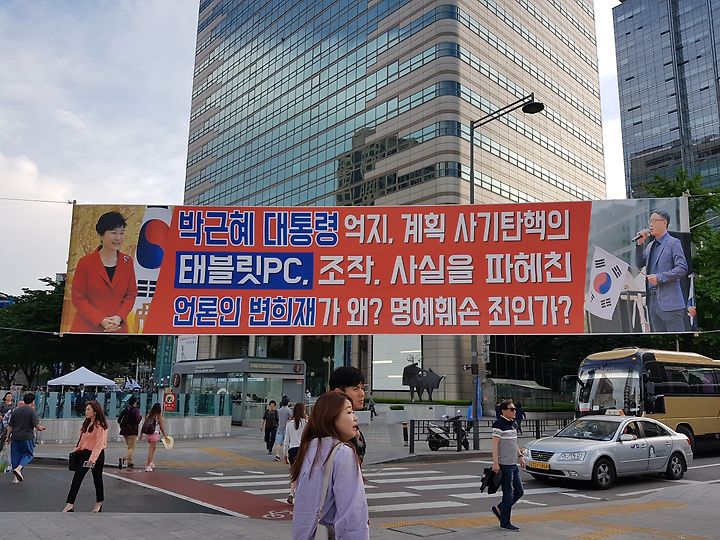 박근혜 대통령 억지, 계획 사기탄핵의
태블릿PC, 조작, 사실을 파헤친
언론인 변희재가 왜? 명예훼손 죄인가?